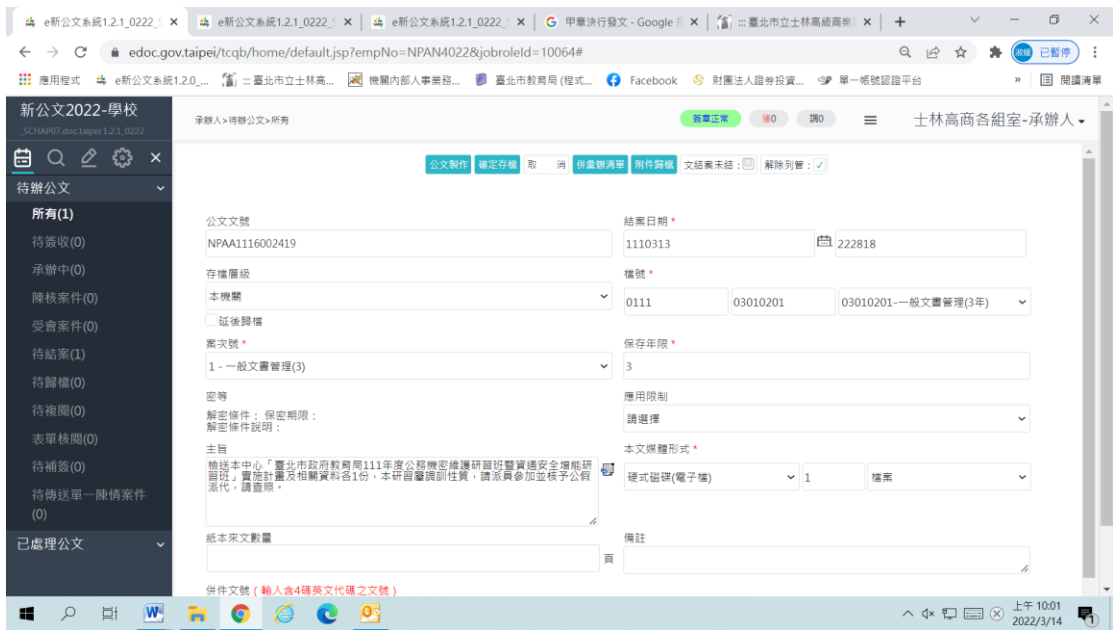 e新公文系統1.2.1_0222_
e新公文系統1.2.1_0222_
e新公文系統1.2.1_0222_
甲章決行發文 - Google
::: 臺北市立士林高級商業
edoc.gov.taipei/tcqb/home/default.jsp?empNo=NPAN4022&jobroleId=10064#
已暫停
應用程式
e新公文系統1.2.0_...
::: 臺北市立士林高...
機關內部人事業務...
臺北市教育局(程式...
Facebook
財團法人證券投資...
單一帳號認證平台
»
閱讀清單
新公文2022-學校
_SCHAP07.doc.taipei 1.2.1_0222
承辦人>待辦公文>所有
簽章正常
催0
調0
士林高商各組室-承辦人
公文製作
確定存檔
取 消
併彙辦清單
附件歸檔
文結案未結：
解除列管：
待辦公文
所有(1)
待簽收(0)
承辦中(0)
陳核案件(0)
受會案件(0)
待結案(1)
待歸檔(0)
待複閱(0)
表單核閱(0)
待補簽(0)
待傳送單一陳情案件
(0)
已處理公文
公文文號
NPAA1116002419
結案日期 *
1110313
222818
存檔層級
本機關
延後歸檔
檔號 *
0111
03010201
03010201-一般文書管理(3年)
案次號 *
1 - 一般文書管理(3)
保存年限 *
3
密等
解密條件： 保密期限：
解密條件說明：
應用限制
請選擇
主旨
檢送本中心「臺北市政府教育局111年度公務機密維護研習班暨資通安全增能研
習班」實施計畫及相關資料各1份，本研習屬調訓性質，請派員參加並核予公假
派代，請查照。
本文媒體形式 *
硬式磁碟(電子檔)
1
檔案
紙本來文數量
頁
備註
併件文號 ( 輸入含4碼英文代碼之文號 )
上午 10:01
2022/3/14